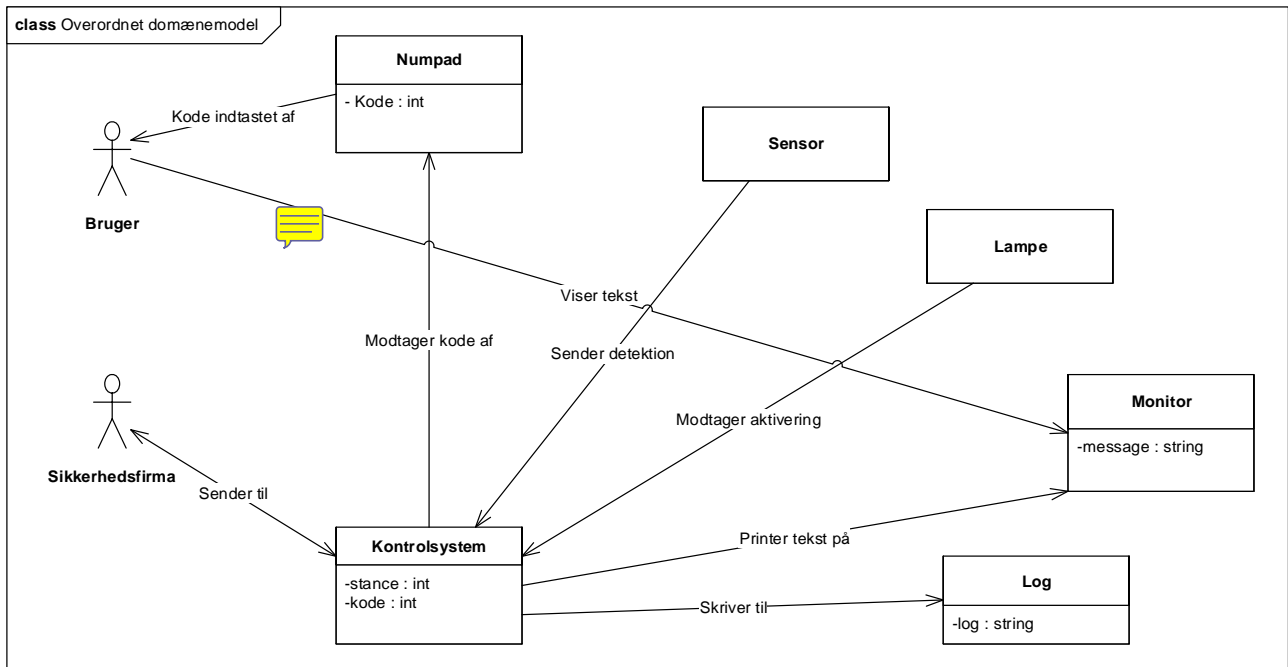 class Overordnet domænemodel
Numpad
- Kode : int
Kode indtastet af
Sensor
Bruger
Lampe
Viser tekst
Modtager kode af
Sender detektion
Monitor
-message : string
Modtager aktivering
Sikkerhedsfirma
Sender til
Kontrolsystem
-stance : int
-kode : int
Printer tekst på
Log
-log : string
Skriver til